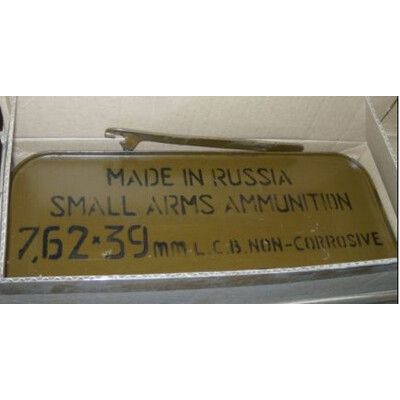 MADE IN RUSSIA
SMALL ARMS AMMUNITION
7,62×39mm L.C.B. NON-CORROSIVE